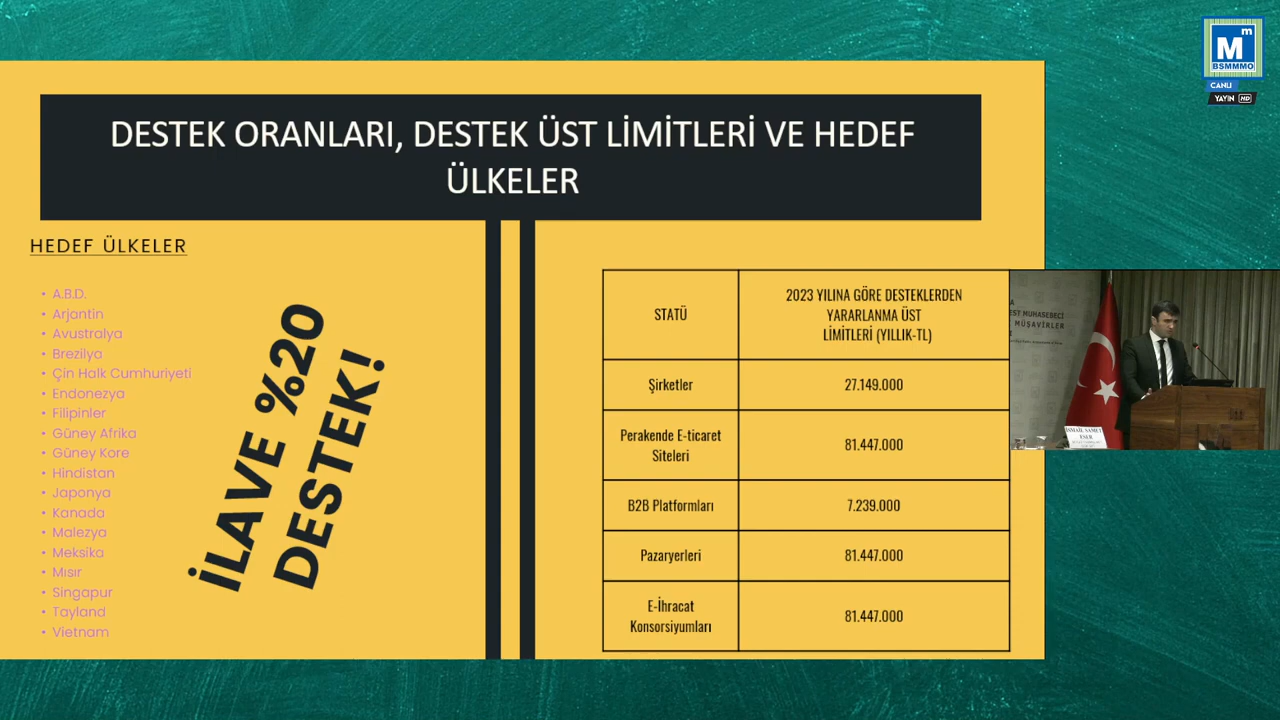 M m
BSMMMO
CANLI
YAYIN HD
DESTEK ORANLARI, DESTEK ÜST LİMİTLERİ VE HEDEF
ÜLKELER
HEDEF ÜLKELER
• A.B.D.
• Arjantin
• Avustralya
• Brezilya
• Çin Halk Cumhuriyeti
• Endonezya
• Filipinler
• Güney Afrika
• Güney Kore
• Hindistan
• Japonya
• Kanada
• Malezya
• Meksika
• Mısır
• Singapur
• Tayland
• Vietnam
İLAVE %20
DESTEK!
STATÜ
2023 YILINA GÖRE DESTEKLERDEN
YARARLANMA ÜST
LİMİTLERİ (YILLIK-TL)
Şirketler
27.149.000
Perakende E-ticaret
Siteleri
81.447.000
B2B Platformları
7.239.000
Pazaryerleri
81.447.000
E-İhracat
Konsorsiyumları
81.447.000
EST MUHASEBECİ
MÜŞAVİRLER
İSMAİL SAMET